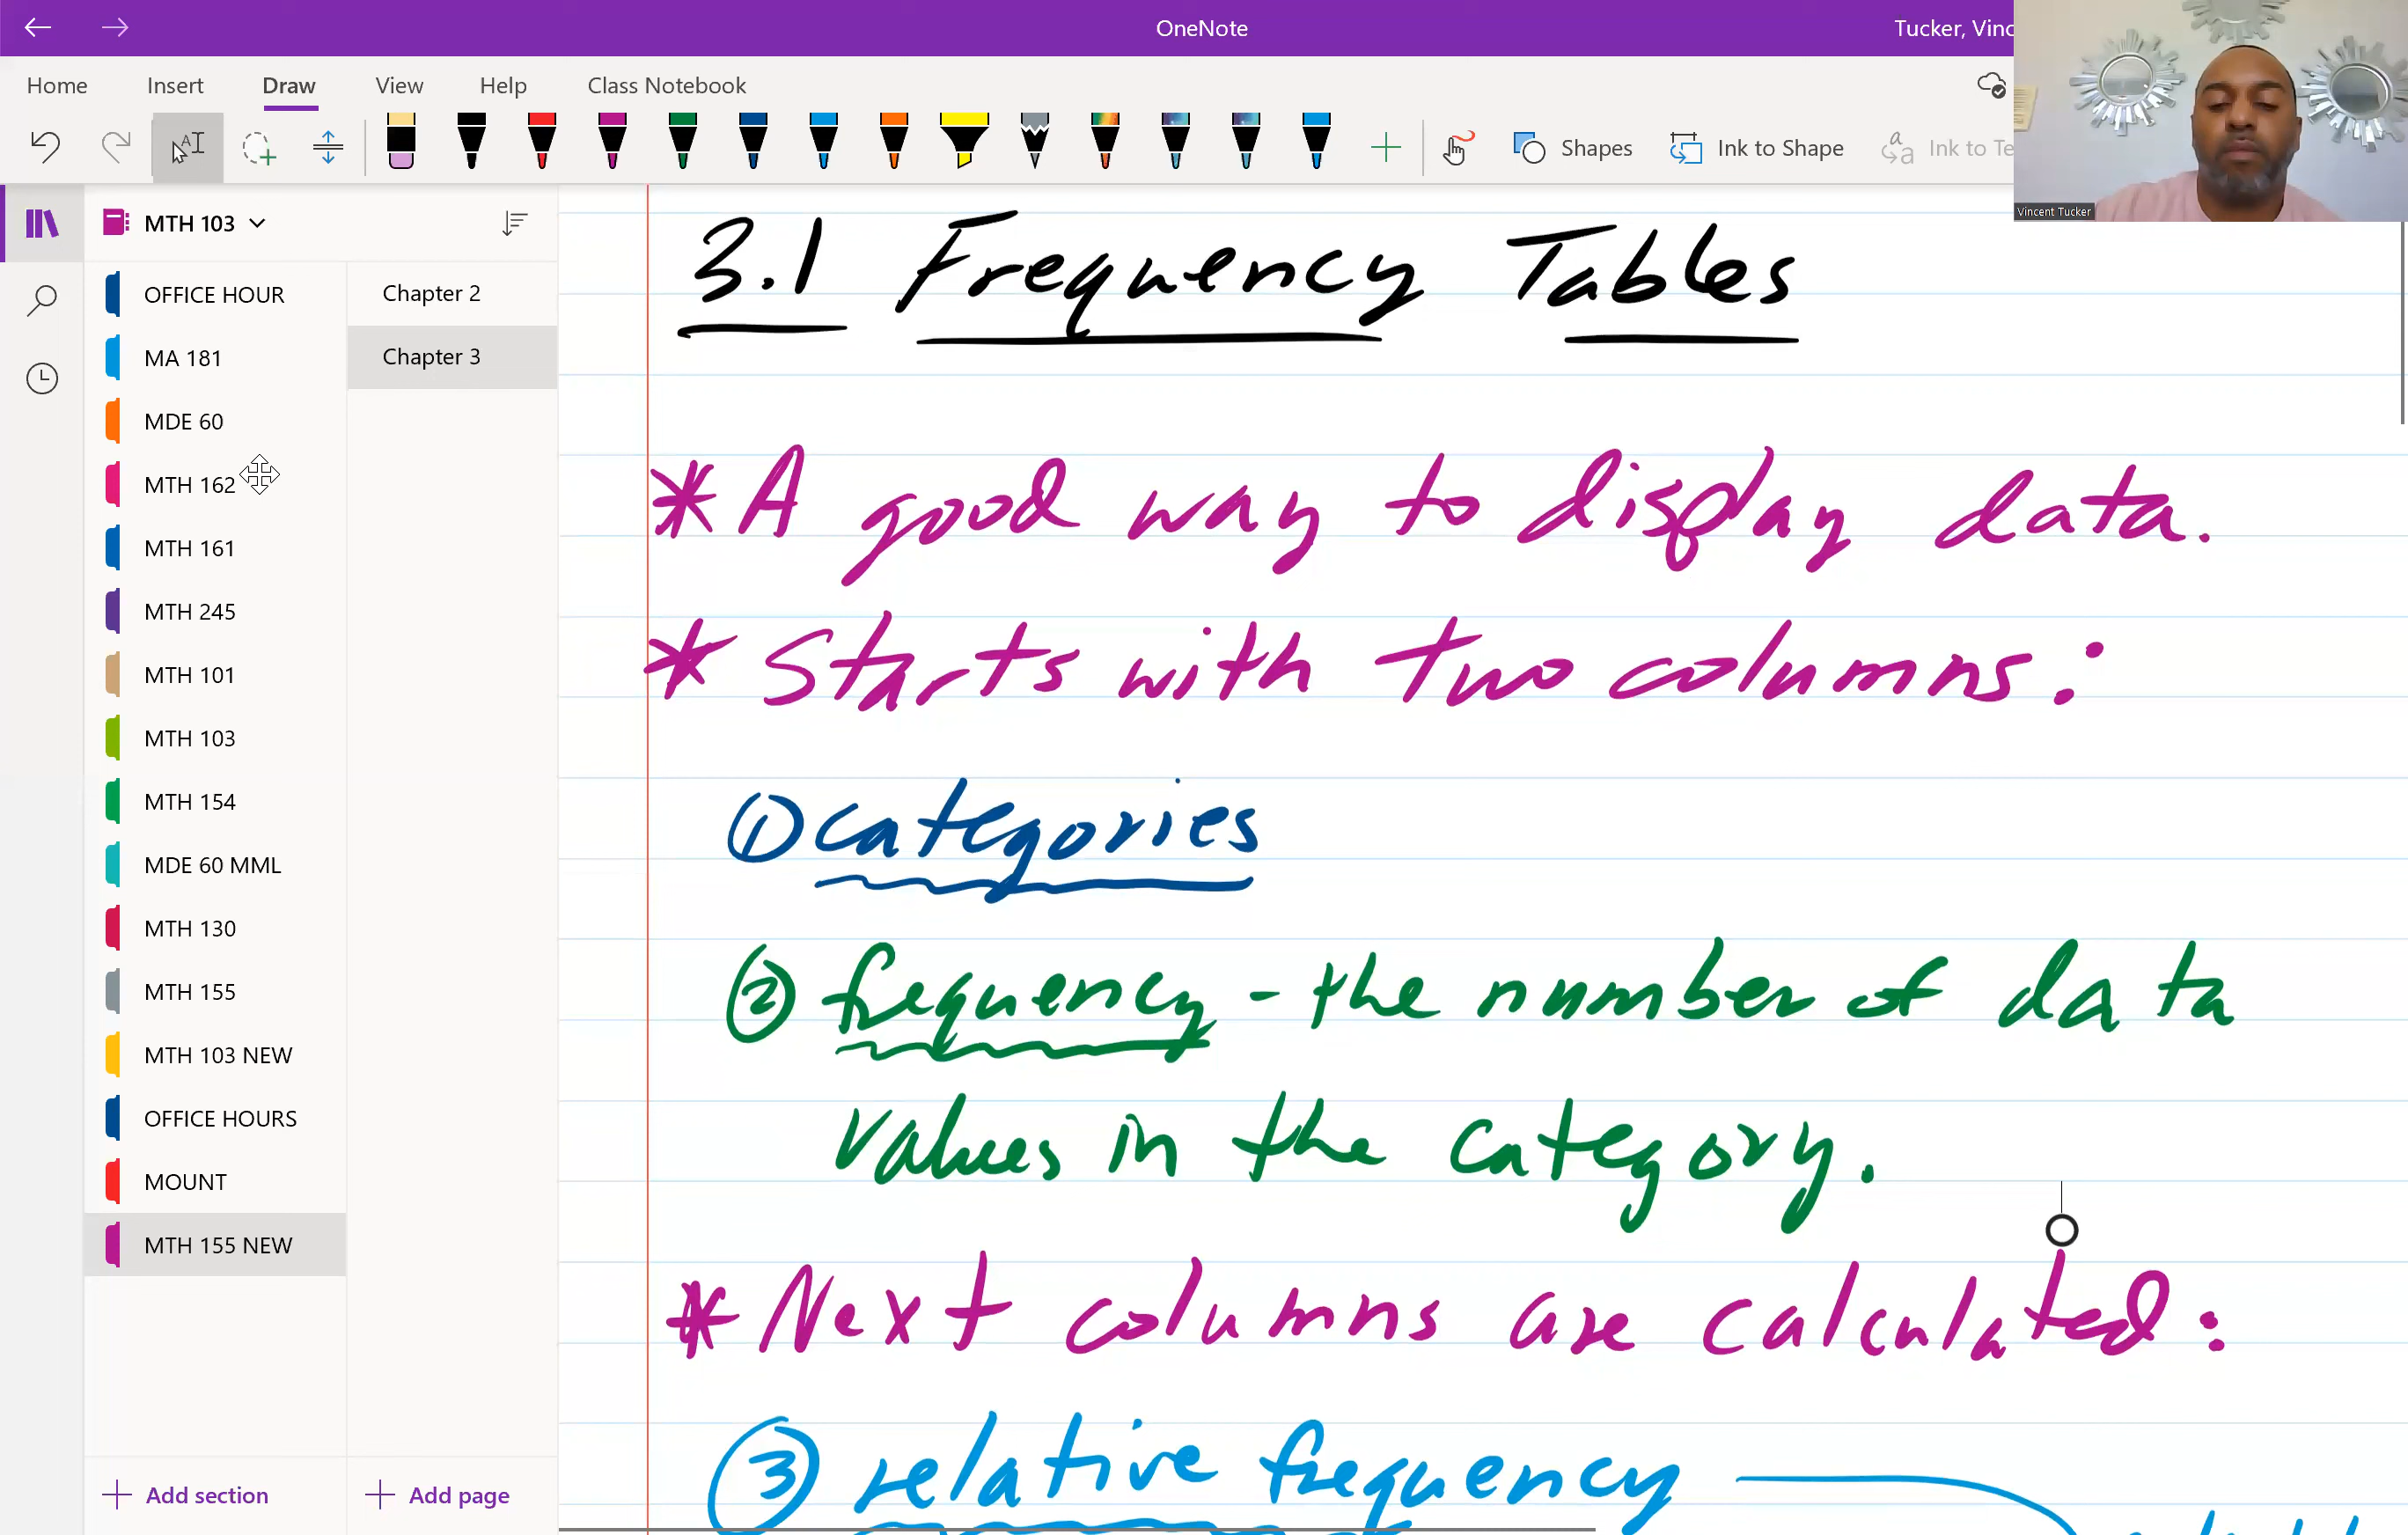 OneNote
Tucker, Vinc
Home Insert Draw View Help Class Notebook
Shapes Ink to Shape Ink to Te
Vincent Tucker
MTH 103
OFFICE HOUR
MA 181
MDE 60
MTH 162
MTH 161
MTH 245
MTH 101
MTH 103
MTH 154
MDE 60 MML
MTH 130
MTH 155
MTH 103 NEW
OFFICE HOURS
MOUNT
MTH 155 NEW
Add section
Chapter 2
Chapter 3
Add page
3.1 Frequency Tables
* A good way to display data.
* Starts with two columns:
① categories
② frequency - the number of data
values in the category.
* Next columns are calculated:
③ relative frequency